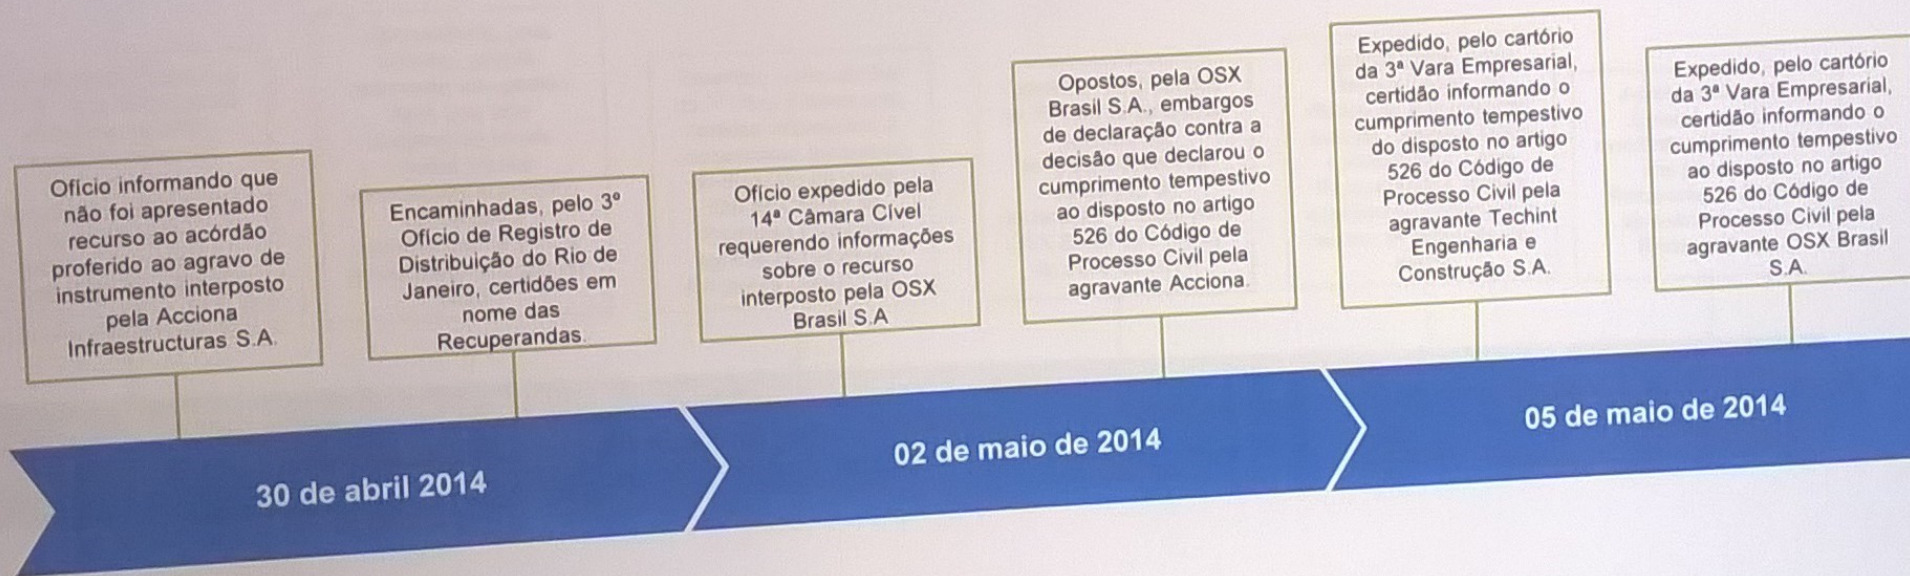 Ofício informando que
não foi apresentado
recurso ao acórdão
proferido ao agravo de
instrumento interposto
pela Acciona
Infraestructuras S.A.
Encaminhadas, pelo 3º
Ofício de Registro de
Distribuição do Rio de
Janeiro, certidões em
nome das
Recuperandas.
Ofício expedido pela
14ª Câmara Cível
requerendo informações
sobre o recurso
interposto pela OSX
Brasil S.A
Opostos, pela OSX
Brasil S.A., embargos
de declaração contra a
decisão que declarou o
cumprimento tempestivo
ao disposto no artigo
526 do Código de
Processo Civil pela
agravante Acciona.
Expedido, pelo cartório
da 3ª Vara Empresarial,
certidão informando o
cumprimento tempestivo
do disposto no artigo
526 do Código de
Processo Civil pela
agravante Techint
Engenharia e
Construção S.A.
Expedido, pelo cartório
da 3ª Vara Empresarial,
certidão informando o
cumprimento tempestivo
ao disposto no artigo
526 do Código de
Processo Civil pela
agravante OSX Brasil
S.A.
30 de abril 2014
02 de maio de 2014
05 de maio de 2014